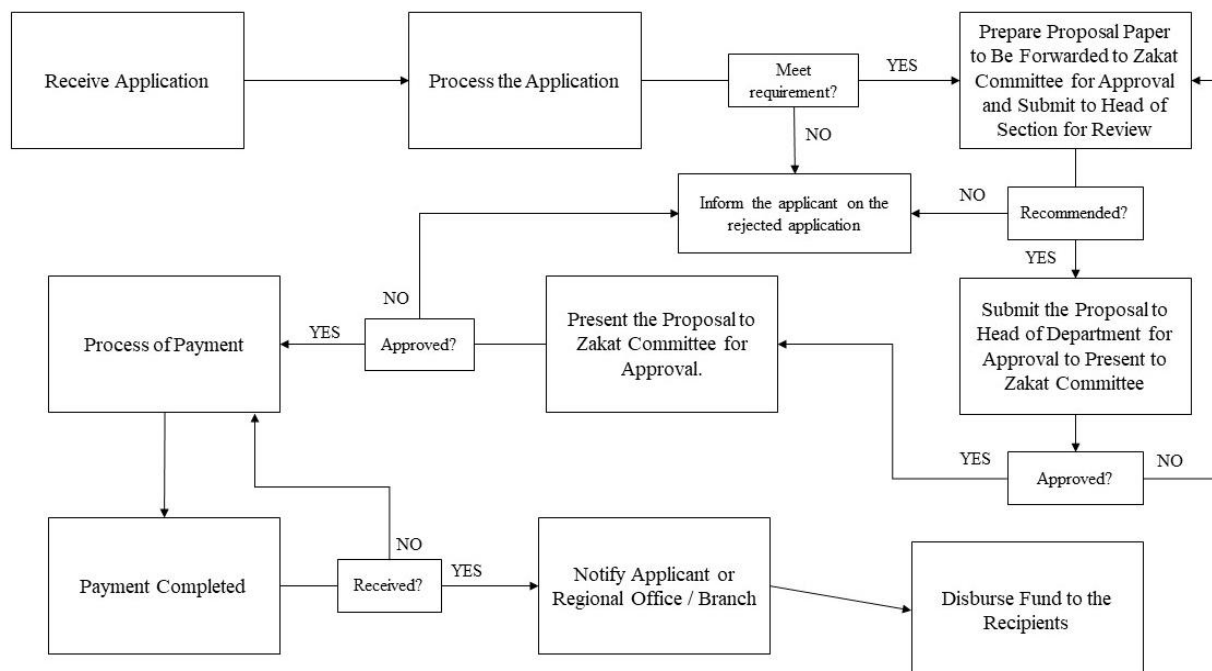 Receive Application
Process the Application
Meet
requirement?
YES
NO
Prepare Proposal Paper
to Be Forwarded to Zakat
Committee for Approval
and Submit to Head of
Section for Review
Inform the applicant on the
rejected application
NO
Recommended?
YES
Submit the Proposal to
Head of Department for
Approval to Present to
Zakat Committee
Approved?
NO
YES
Present the Proposal to
Zakat Committee for
Approval.
Approved?
NO
YES
Process of Payment
Payment Completed
Received?
NO
YES
Notify Applicant or
Regional Office / Branch
Disburse Fund to the
Recipients